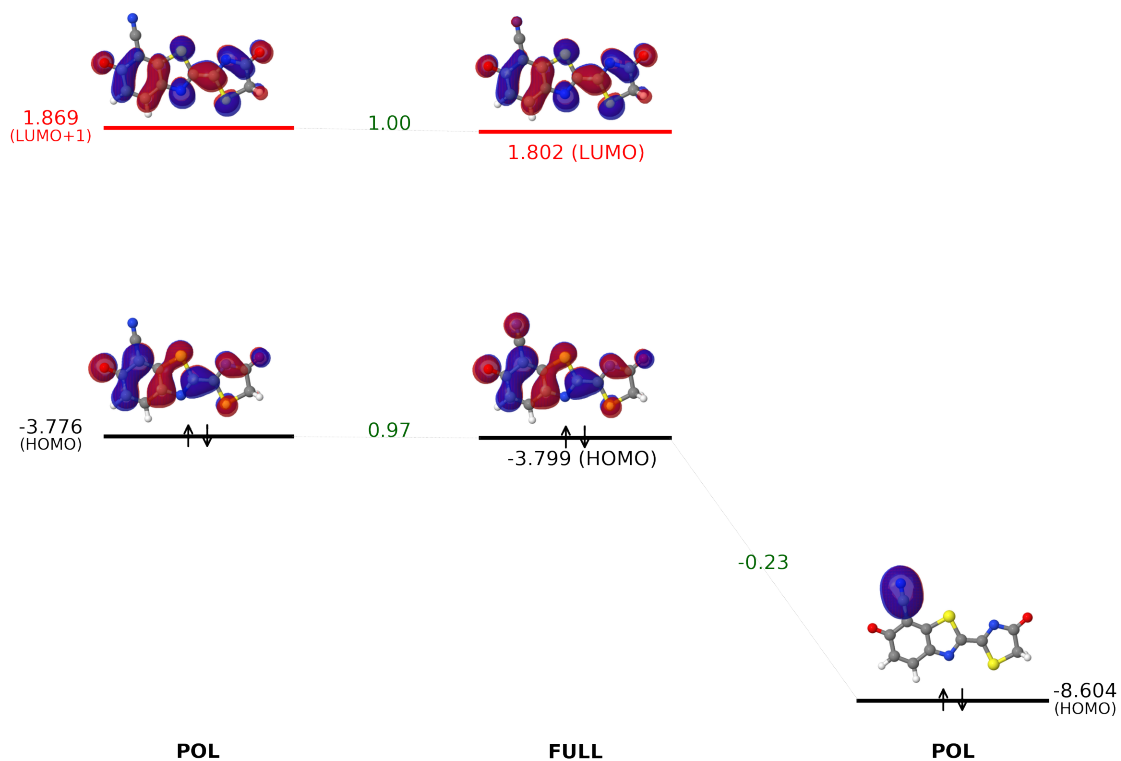 1.869
(LUMO+1)
1.00
1.802 (LUMO)
-3.776
(HOMO)
0.97
-3.799 (HOMO)
-0.23
-8.604
(HOMO)
POL
FULL
POL